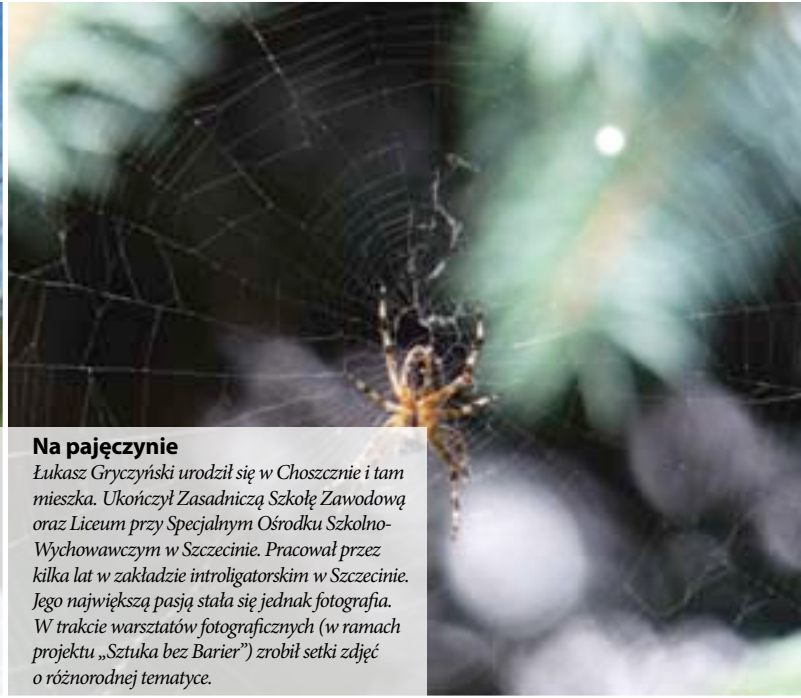 Na pajęczynie
Łukasz Gryczyński urodził się w Choszcznie i tam
mieszka. Ukończył Zasadniczą Szkołę Zawodową
oraz Liceum przy Specjalnym Ośrodku Szkolno-
Wychowawczym w Szczecinie. Pracował przez
kilka lat w zakładzie introligatorskim w Szczecinie.
Jego największą pasją stała się jednak fotografia.
W trakcie warsztatów fotograficznych (w ramach
projektu „Sztuka bez Barier”) zrobił setki zdjęć
o różnorodnej tematyce.